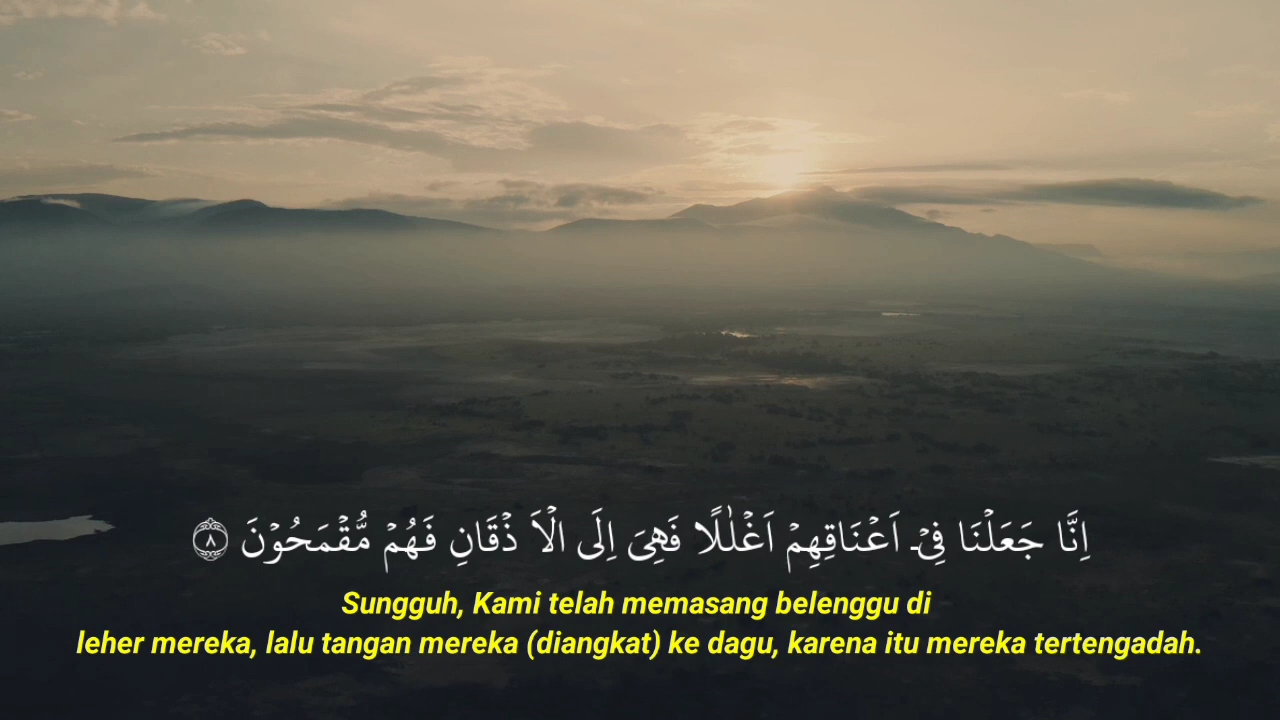 اِنَّا جَعَلْنَا فِيْٓ اَعْنَاقِهِمْ اَغْلٰلًا فَهِيَ اِلَى الْاَ ذْقَانِ فَهُمْ مُّقْمَحُوْنَ ۝٨
Sungguh, Kami telah memasang belenggu di
leher mereka, lalu tangan mereka (diangkat) ke dagu, karena itu mereka tertengadah.